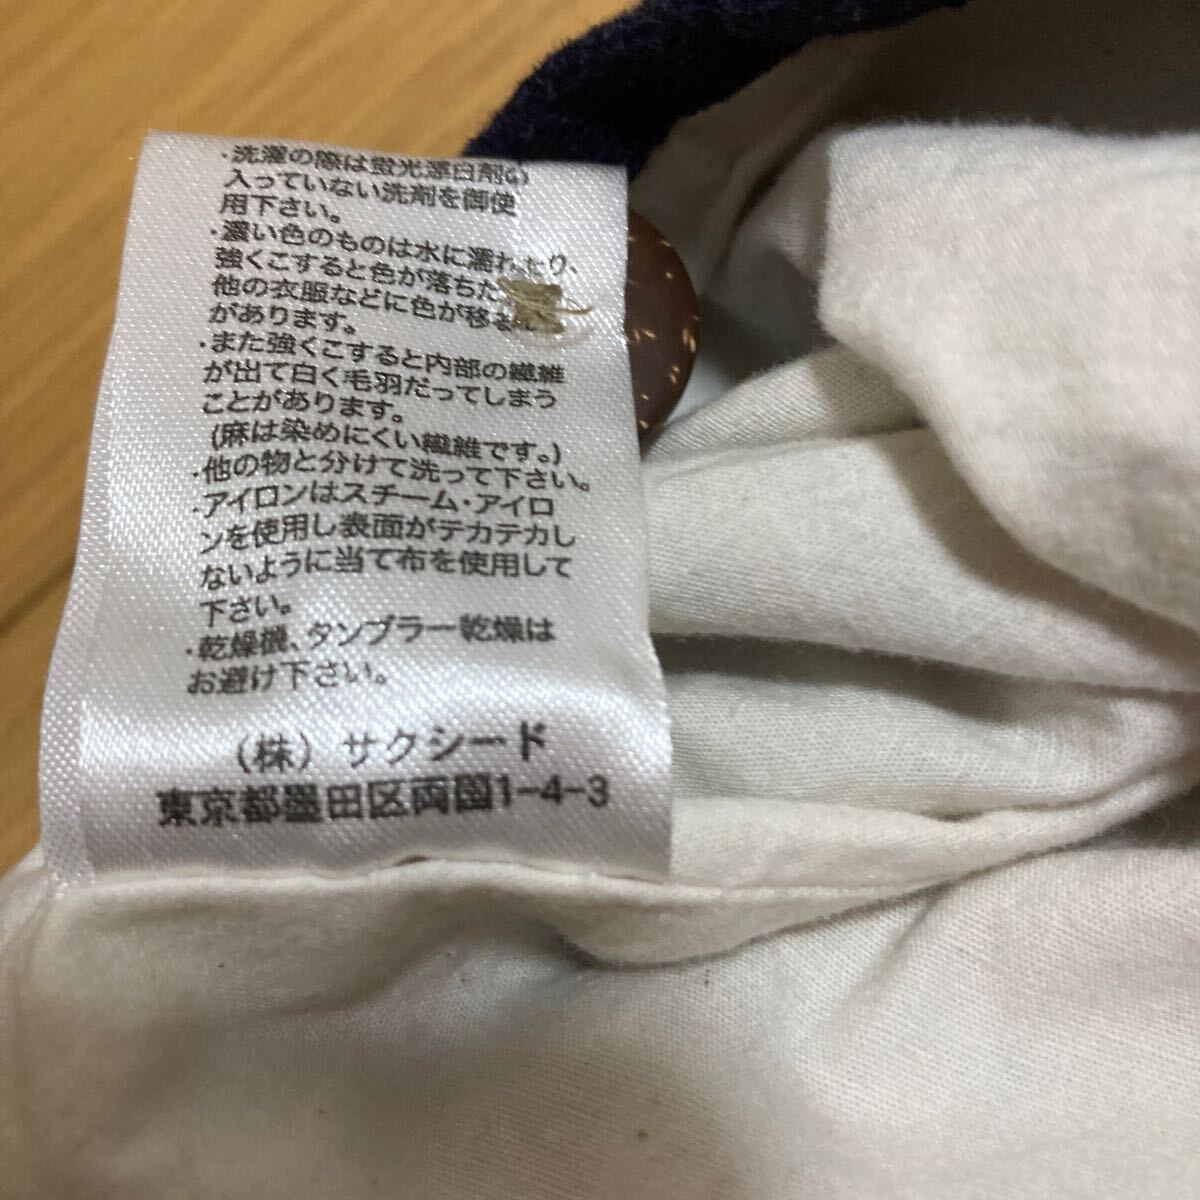 ・洗濯の際は蛍光漂白剤の
入っていない洗剤を御使
用下さい。
・濃い色のものは水に濡れたり、
強くこすると色が落ちた
他の衣服などに色が移る
があります。
・また強くこすると内部の繊維
が出て白く毛羽だってしまう
ことがあります。
(麻は染めにくい繊維です。)
・他の物と分けて洗って下さい。
・アイロンはスチーム・アイロ
ンを使用し表面がテカテカし
ないように当て布を使用して
下さい。
・乾燥機、タンブラー乾燥は
お避け下さい。
(株) サクシード
東京都墨田区両国1-4-3